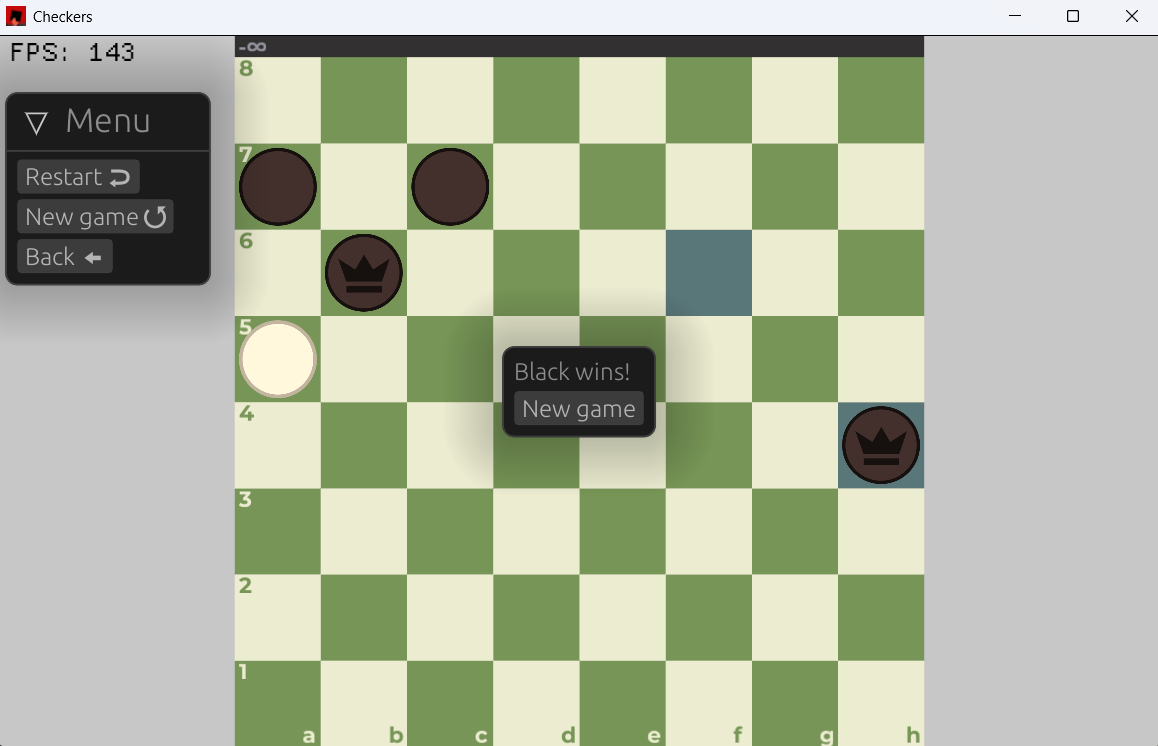 Checkers
FPS: 143
-∞
Menu
Restart
New game
Back
8
7
6
5
4
3
2
1
Black wins!
New game
a b c d e f g h